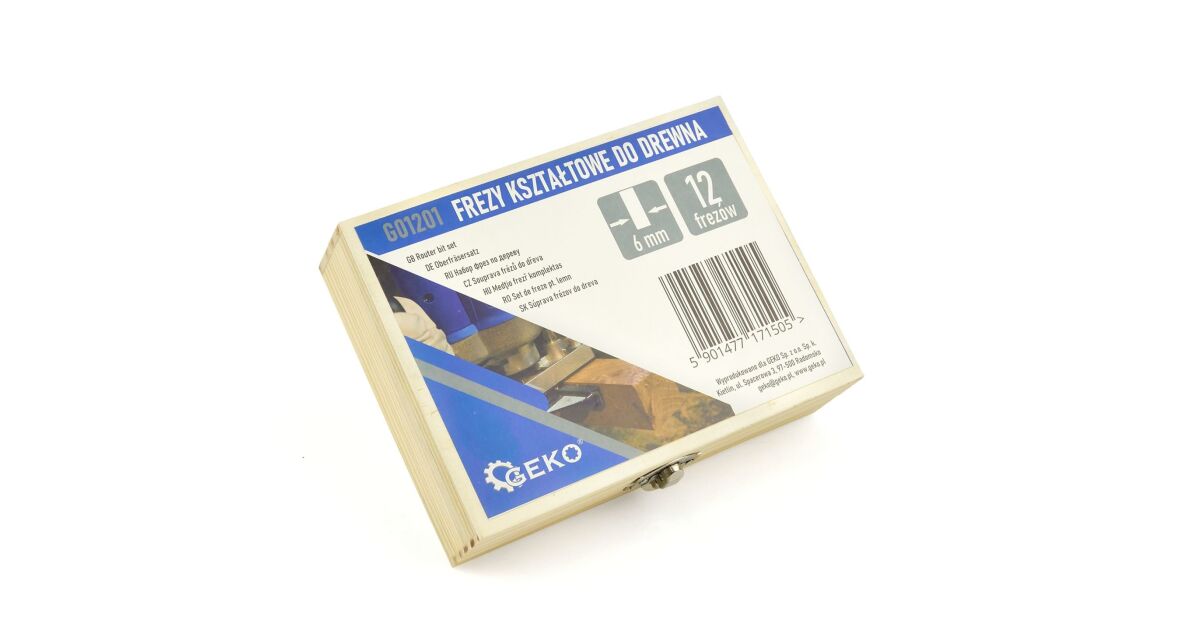 G01201 FREZY KSZTAŁTOWE DO DREWNA
GB Router bit set
DE Oberfräsersatz
RU Набор фрез по дереву
CZ Souprava frézů do dřeva
HU Medţio frezľ komplektas
RO Set de freze pt. lemn
SK Súprava frézov do dreva
6 mm
12
frezów
5 901477 171505 >
Wyprodukowano dla GEKO Sp. z o.o. Sp. k.
Kietlin, ul. Spacerowa 3, 97-500 Radomsko
geko@geko.pl, www.geko.pl
GEKO®